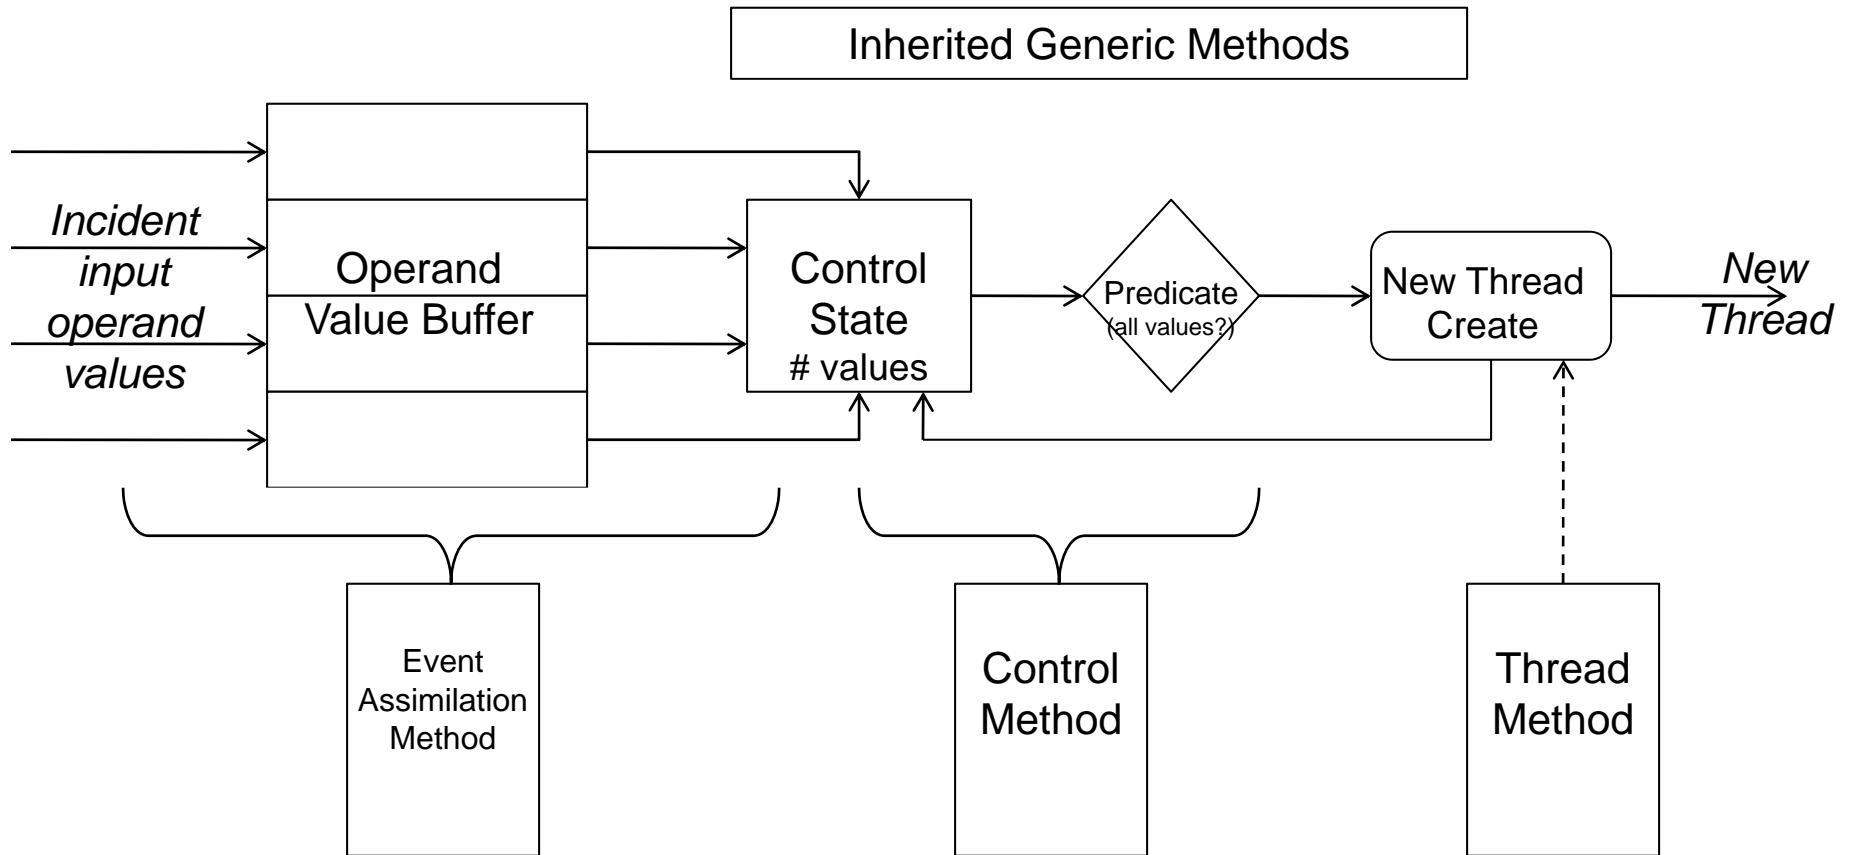 Inherited Generic Methods
Incident
input
operand
values
Operand
Value Buffer
Control
State
# values
Predicate
(all values?)
New Thread
Create
New
Thread
Event
Assimilation
Method
Control
Method
Thread
Method